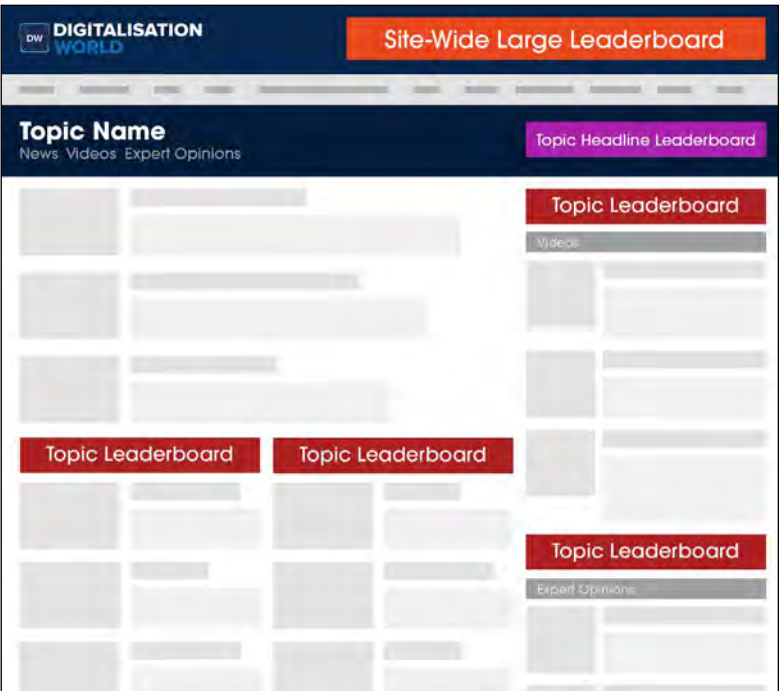 DW DIGITALISATION
WORLD
Site-Wide Large Leaderboard
Topic Name
News Videos Expert Opinions
Topic Headline Leaderboard
Topic Leaderboard
Videos
Topic Leaderboard
Topic Leaderboard
Topic Leaderboard
Expert Opinions